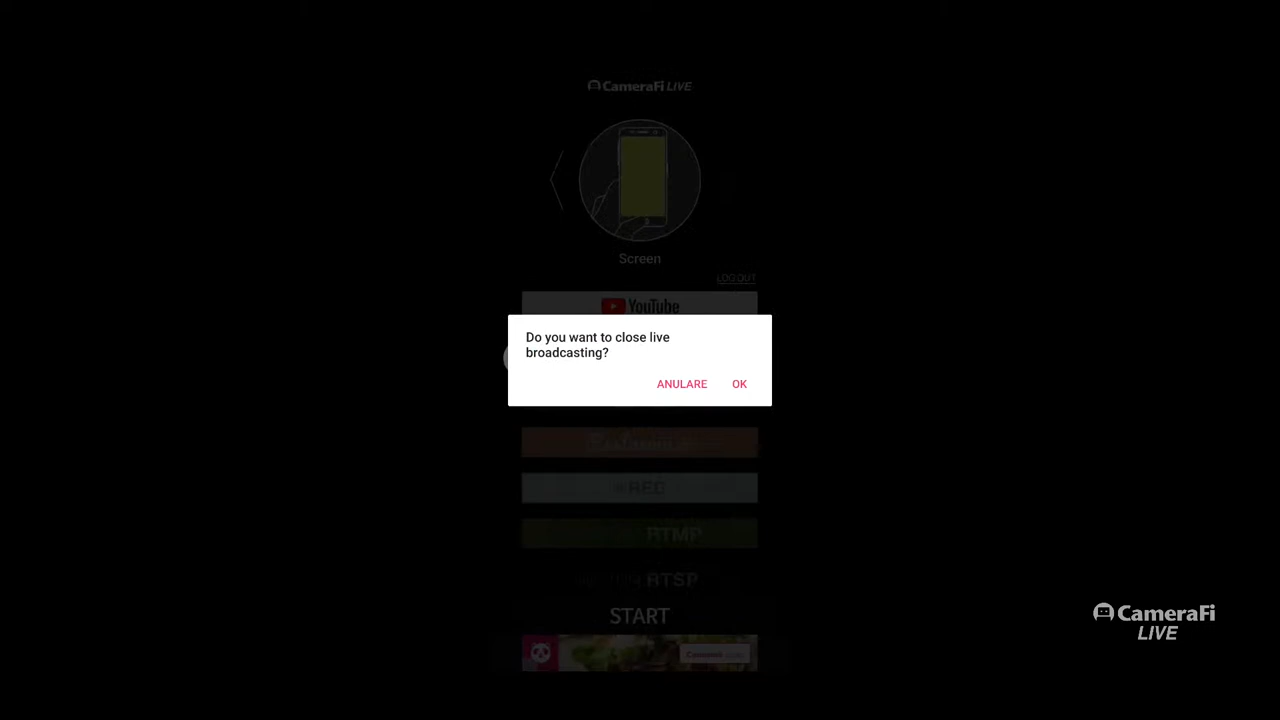 CameraFi LIVE
Screen
LOG OUT
YouTube
Do you want to close live
broadcasting?
ANULARE OK
REC
RTMP
RTSP
START
CameraFi
LIVE